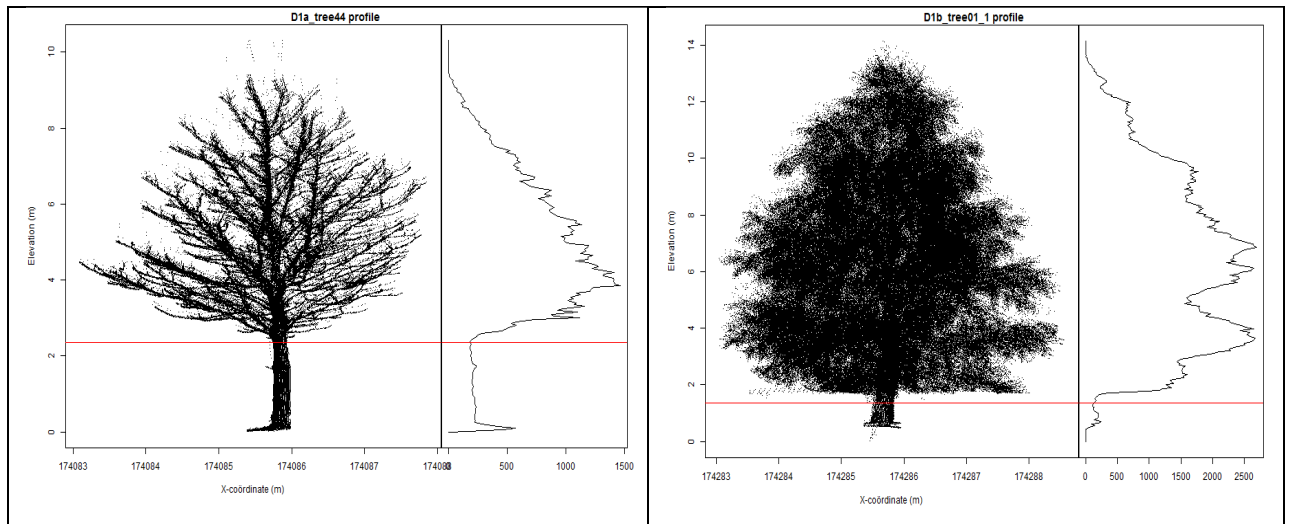 D1a_tree44 profile
10
8
6
4
2
0
Elevation (m)
174083 174084 174085 174086 174087
0 500 1000 1500
X-coördinate (m)
D1b_tree01_1 profile
14
12
10
8
6
4
2
0
Elevation (m)
174283 174284 174285 174286 174287 174288
0 500 1000 1500 2000 2500
X-coördinate (m)